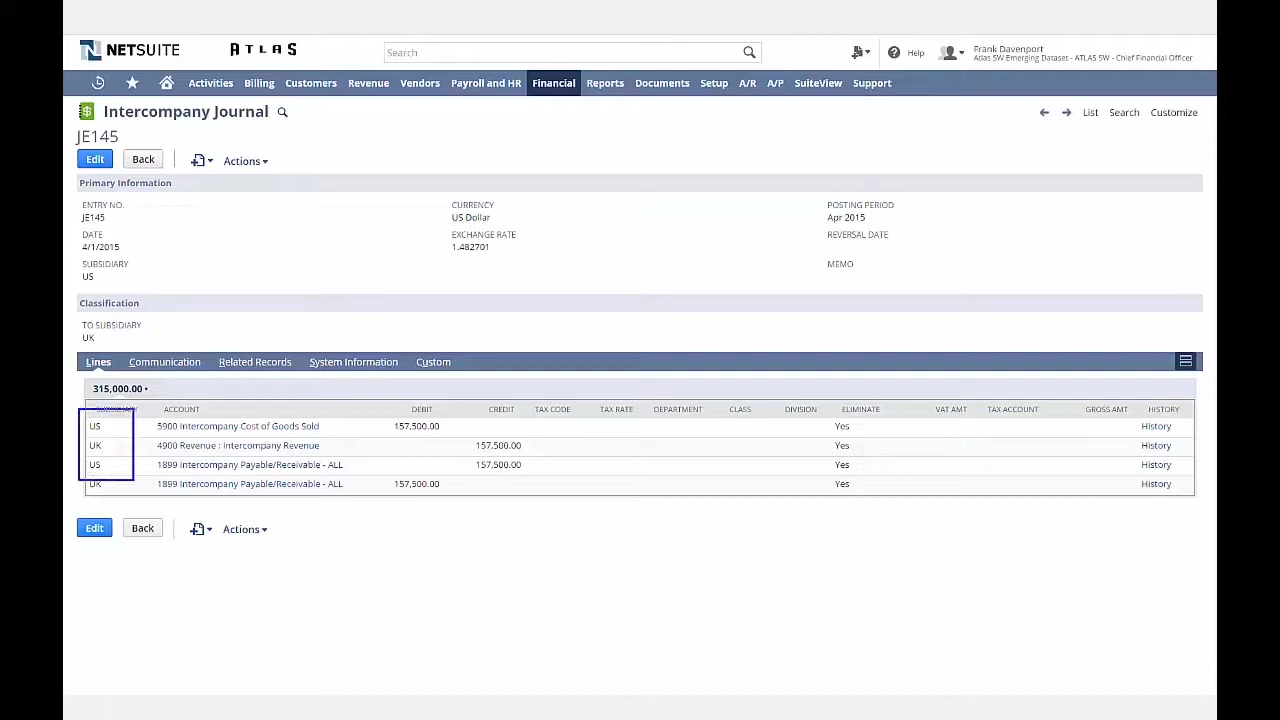 NETSUITE ATLAS Search Help Frank Davenport
Atlas SW Emerging Dataset - ATLAS SW - Chief Financial Officer
Activities Billing Customers Revenue Vendors Payroll and HR Financial Reports Documents Setup A/R A/P SuiteView Support
Intercompany Journal List Search Customize
JE145
Edit Back Actions
Primary Information
ENTRY NO. CURRENCY POSTING PERIOD
JE145 US Dollar Apr 2015
DATE EXCHANGE RATE REVERSAL DATE
4/1/2015 1.482701
SUBSIDIARY MEMO
US
Classification
TO SUBSIDIARY
UK
Lines Communication Related Records System Information Custom
315,000.00 •
SUBSIDIARY ACCOUNT DEBIT CREDIT TAX CODE TAX RATE DEPARTMENT CLASS DIVISION ELIMINATE VAT AMT TAX ACCOUNT GROSS AMT HISTORY
US 5900 Intercompany Cost of Goods Sold 157,500.00 Yes History
UK 4900 Revenue : Intercompany Revenue 157,500.00 Yes History
US 1899 Intercompany Payable/Receivable - ALL 157,500.00 Yes History
UK 1899 Intercompany Payable/Receivable - ALL 157,500.00 Yes History
Edit Back Actions